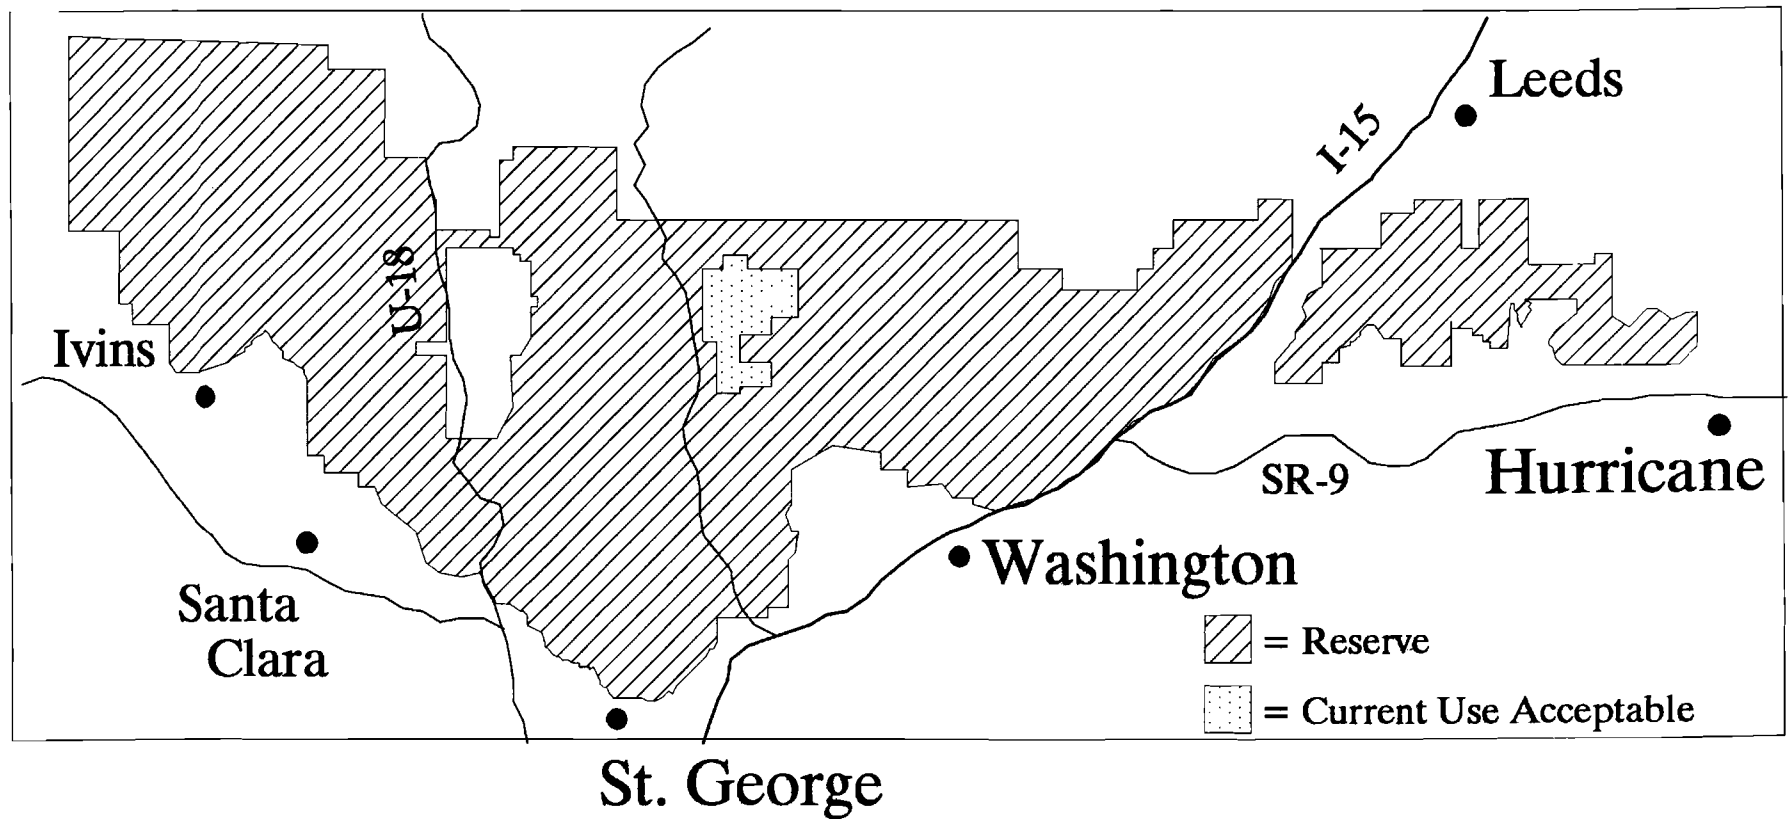 Leeds
I-15
U-18
Ivins
Hurricane
SR-9
Washington
Santa
Clara
= Reserve
= Current Use Acceptable
St. George